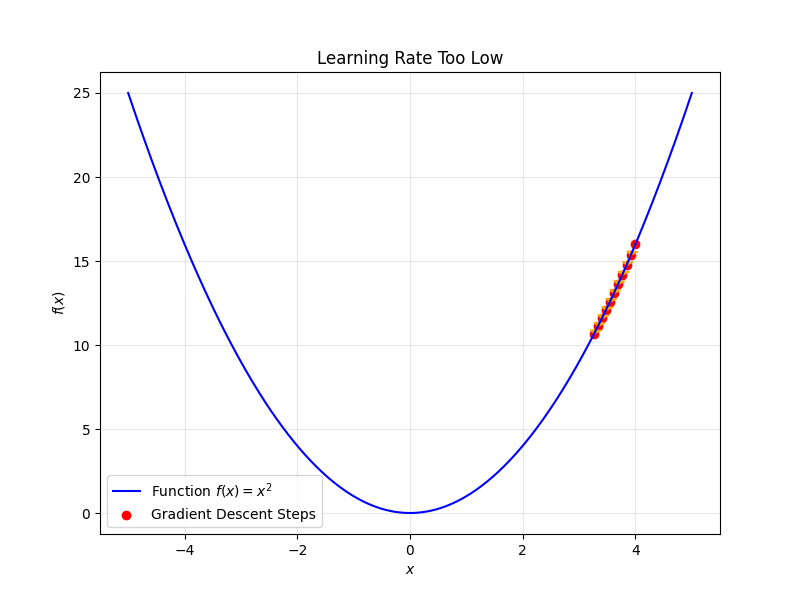 Learning Rate Too Low
25
20
15
10
5
0
f(x)
−4
−2
0
2
4
x
Function f(x) = x²
Gradient Descent Steps